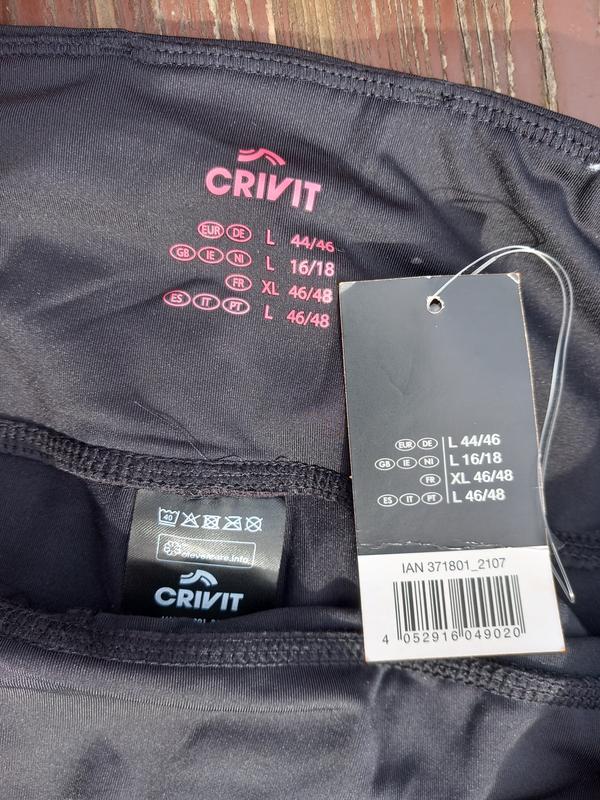 CRIVIT
EUR DE L 44/46
GB IE NI L 16/18
FR XL 46/48
ES IT PT L 46/48
EUR DE L 44/46
GB IE NI L 16/18
FR XL 46/48
ES IT PT L 46/48
IAN 371801_2107
4 052916 049020
40
clevercare.info
CRIVIT